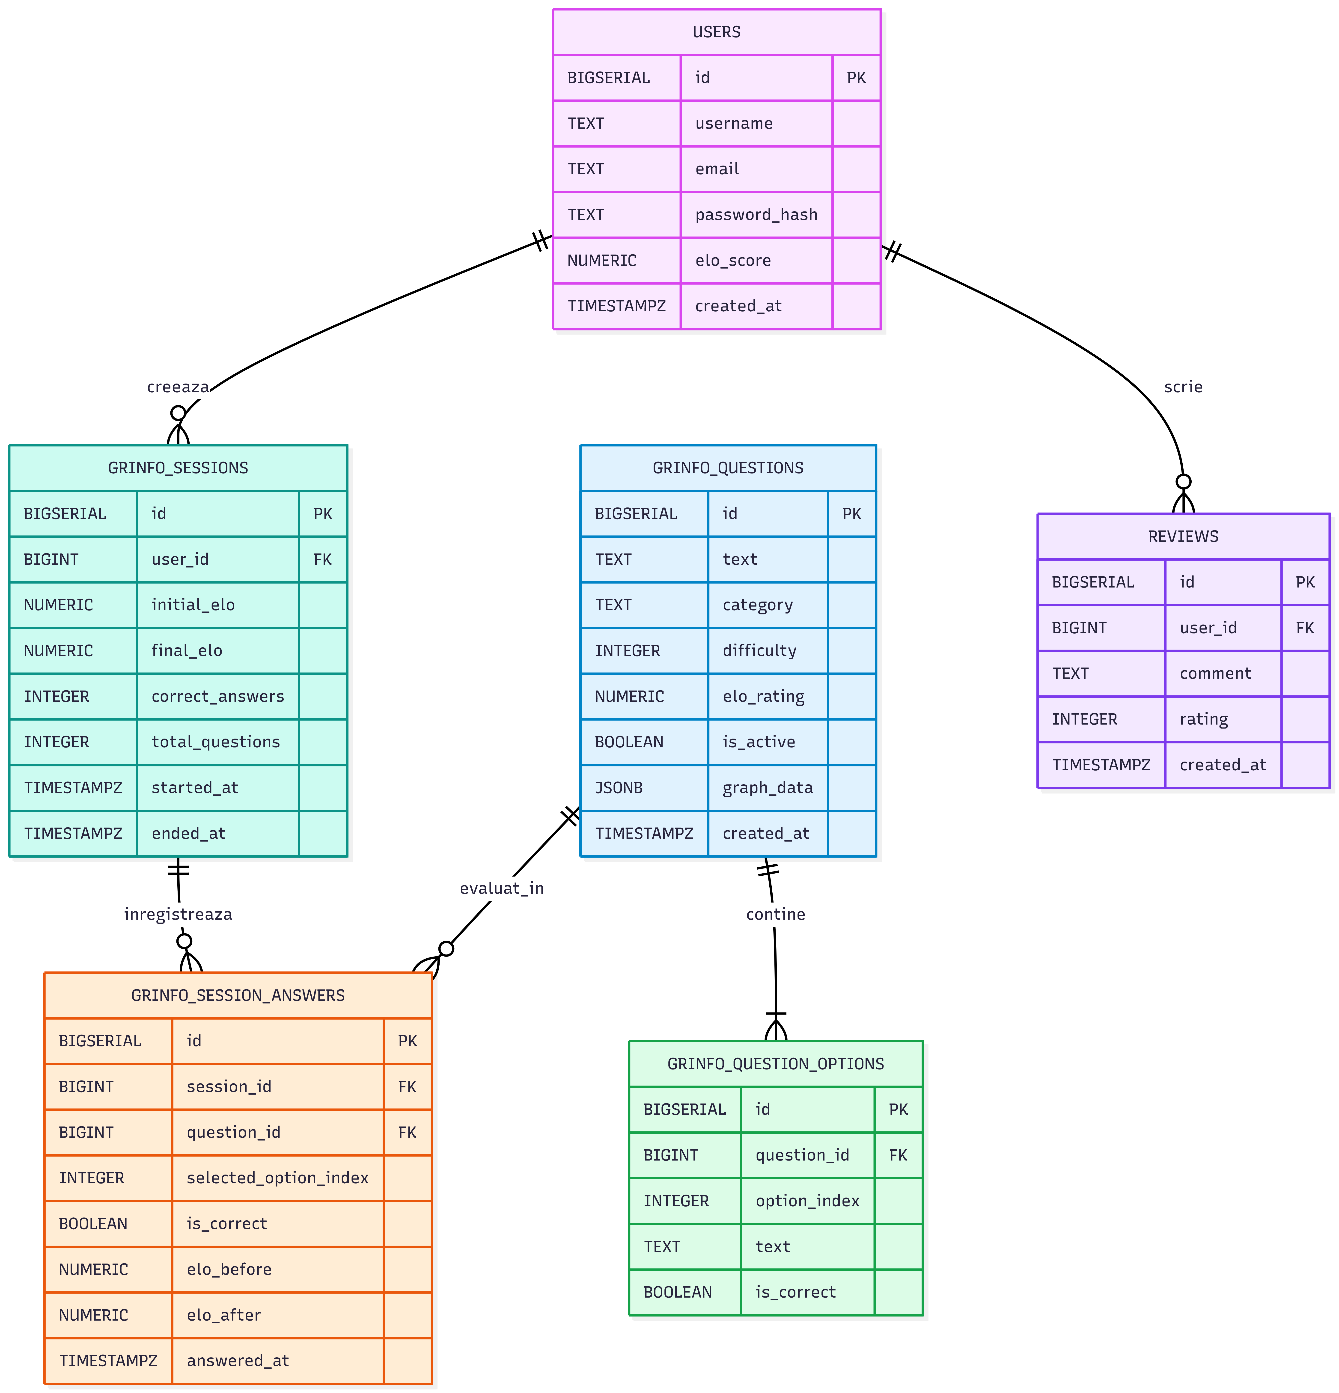 USERS
BIGSERIAL id PK
TEXT username
TEXT email
TEXT password_hash
NUMERIC elo_score
TIMESTAMPZ created_at
creeaza
scrie
GRINFO_SESSIONS
BIGSERIAL id PK
BIGINT user_id FK
NUMERIC initial_elo
NUMERIC final_elo
INTEGER correct_answers
INTEGER total_questions
TIMESTAMPZ started_at
TIMESTAMPZ ended_at
GRINFO_QUESTIONS
BIGSERIAL id PK
TEXT text
TEXT category
INTEGER difficulty
NUMERIC elo_rating
BOOLEAN is_active
JSONB graph_data
TIMESTAMPZ created_at
REVIEWS
BIGSERIAL id PK
BIGINT user_id FK
TEXT comment
INTEGER rating
TIMESTAMPZ created_at
inregistreaza
evaluat_in
contine
GRINFO_SESSION_ANSWERS
BIGSERIAL id PK
BIGINT session_id FK
BIGINT question_id FK
INTEGER selected_option_index
BOOLEAN is_correct
NUMERIC elo_before
NUMERIC elo_after
TIMESTAMPZ answered_at
GRINFO_QUESTION_OPTIONS
BIGSERIAL id PK
BIGINT question_id FK
INTEGER option_index
TEXT text
BOOLEAN is_correct